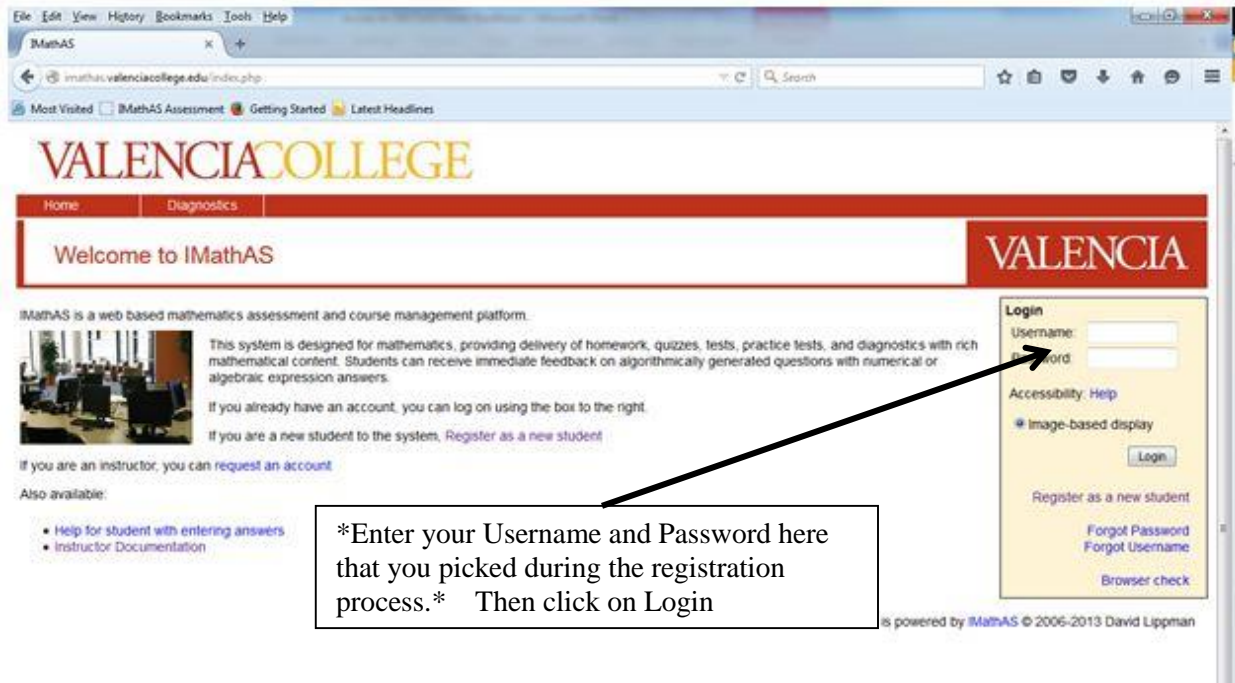 File Edit View History Bookmarks Tools Help
IMathAS
imathas.valenciacollege.edu/index.php
Search
Most Visited IMathAS Assessment Getting Started Latest Headlines
VALENCIACOLLEGE
Home Diagnostics
Welcome to IMathAS
VALENCIA
IMathAS is a web based mathematics assessment and course management platform.
This system is designed for mathematics, providing delivery of homework, quizzes, tests, practice tests, and diagnostics with rich
mathematical content. Students can receive immediate feedback on algorithmically generated questions with numerical or
algebraic expression answers.
If you already have an account, you can log on using the box to the right.
If you are a new student to the system, Register as a new student
If you are an instructor, you can request an account
Also available:
• Help for student with entering answers
• Instructor Documentation
Login
Username:
Password:
Accessibility: Help
Image-based display
Login
Register as a new student
Forgot Password
Forgot Username
Browser check
*Enter your Username and Password here
that you picked during the registration
process.* Then click on Login
is powered by IMathAS © 2006-2013 David Lippman